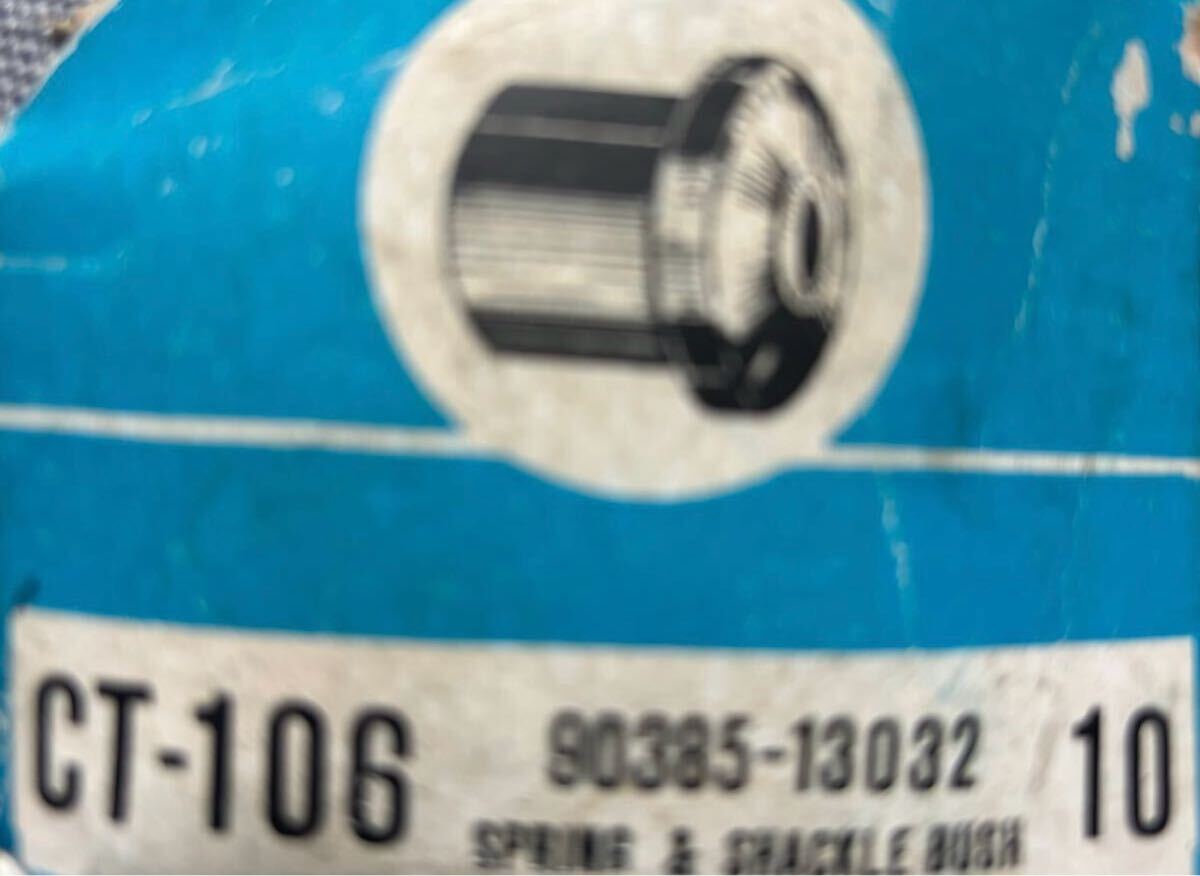 CT-106 90385-13032 10
SPRING & SHACKLE BUSH